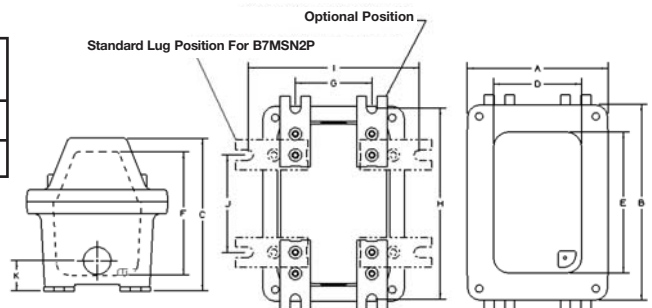 Optional Position
Standard Lug Position For B7MSN2P
I
G
A
D
F
C
J
H
E
B
K